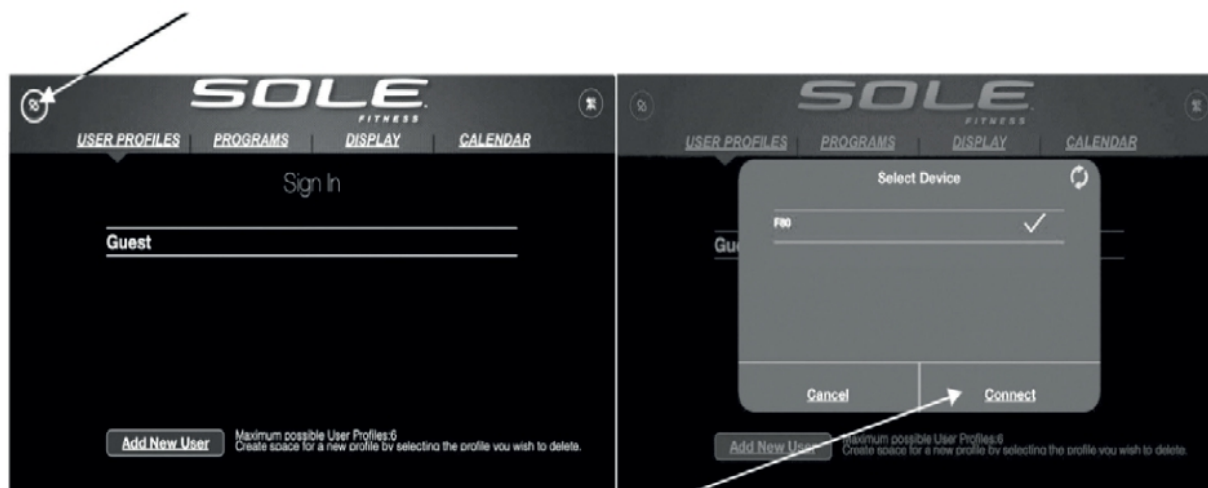 SOLE
FITNESS
USER PROFILES PROGRAMS DISPLAY CALENDAR
Sign In
Guest
Add New User
Maximum possible User Profiles:6
Create space for a new profile by selecting the profile you wish to delete.
SOLE
FITNESS
USER PROFILES PROGRAMS DISPLAY CALENDAR
Select Device
F80
Gue
Cancel Connect
Add New User
Maximum possible User Profiles:6
Create space for a new profile by selecting the profile you wish to delete.